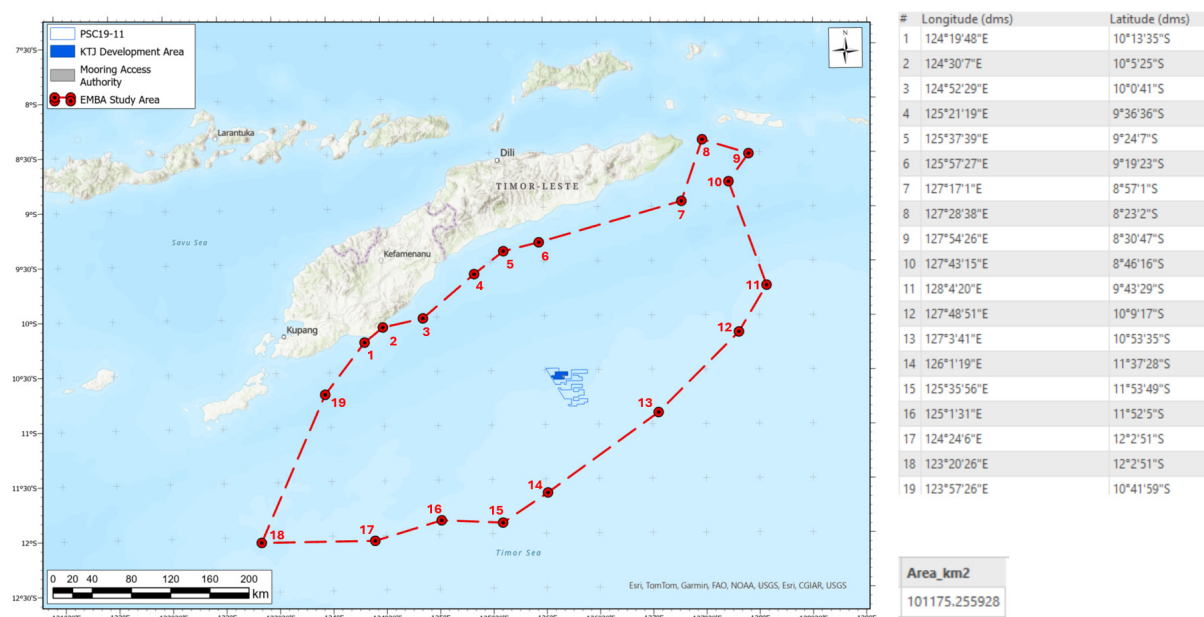 PSC19-11
KTJ Development Area
Mooring Access
Authority
EMBA Study Area
N
7°30'S
8°S
8°30'S
9°S
9°30'S
10°S
10°30'S
11°S
11°30'S
12°S
12°30'S
Larantuka
Dili
TIMOR-LESTE
Savu Sea
Kefamenanu
Kupang
Timor Sea
1
2
3
4
5
6
7
8
9
10
11
12
13
14
15
16
17
18
19
0 20 40 80 120 160 200
km
Esri, TomTom, Garmin, FAO, NOAA, USGS, Esri, CGIAR, USGS
# Longitude (dms) Latitude (dms)
1 124°19'48"E 10°13'35"S
2 124°30'7"E 10°5'25"S
3 124°52'29"E 10°0'41"S
4 125°21'19"E 9°36'36"S
5 125°37'39"E 9°24'7"S
6 125°57'27"E 9°19'23"S
7 127°17'1"E 8°57'1"S
8 127°28'38"E 8°23'2"S
9 127°54'26"E 8°30'47"S
10 127°43'15"E 8°46'16"S
11 128°4'20"E 9°43'29"S
12 127°48'51"E 10°9'17"S
13 127°3'41"E 10°53'35"S
14 126°1'19"E 11°37'28"S
15 125°35'56"E 11°53'49"S
16 125°1'31"E 11°52'5"S
17 124°24'6"E 12°2'51"S
18 123°20'26"E 12°2'51"S
19 123°57'26"E 10°41'59"S
Area_km2
101175.255928